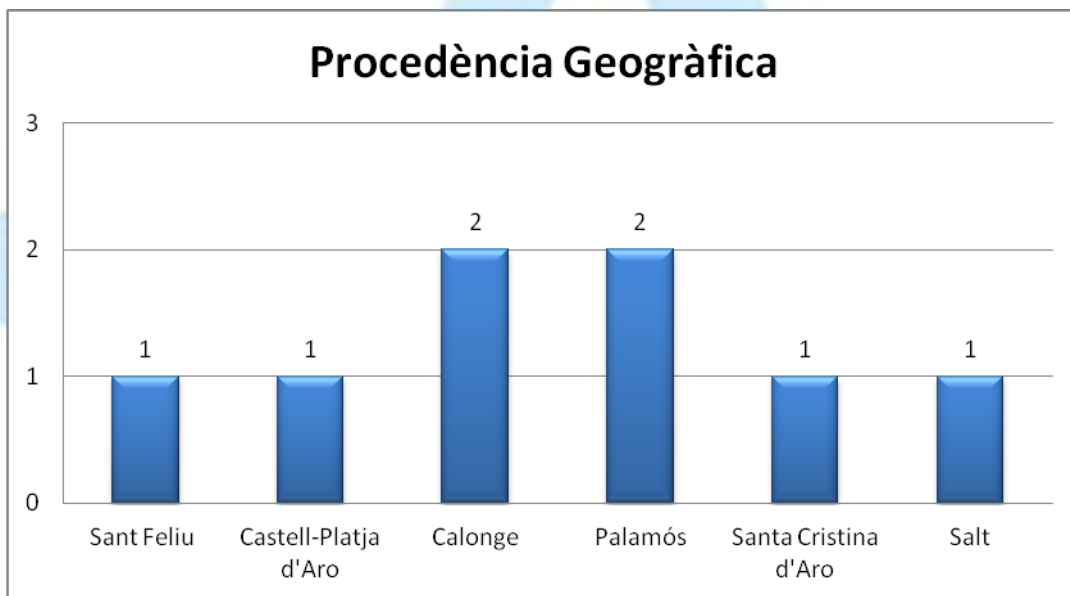 Procedència Geogràfica
3
2
1
0
1
1
2
2
1
1
Sant Feliu
Castell-Platja
d'Aro
Calonge
Palamós
Santa Cristina
d'Aro
Salt